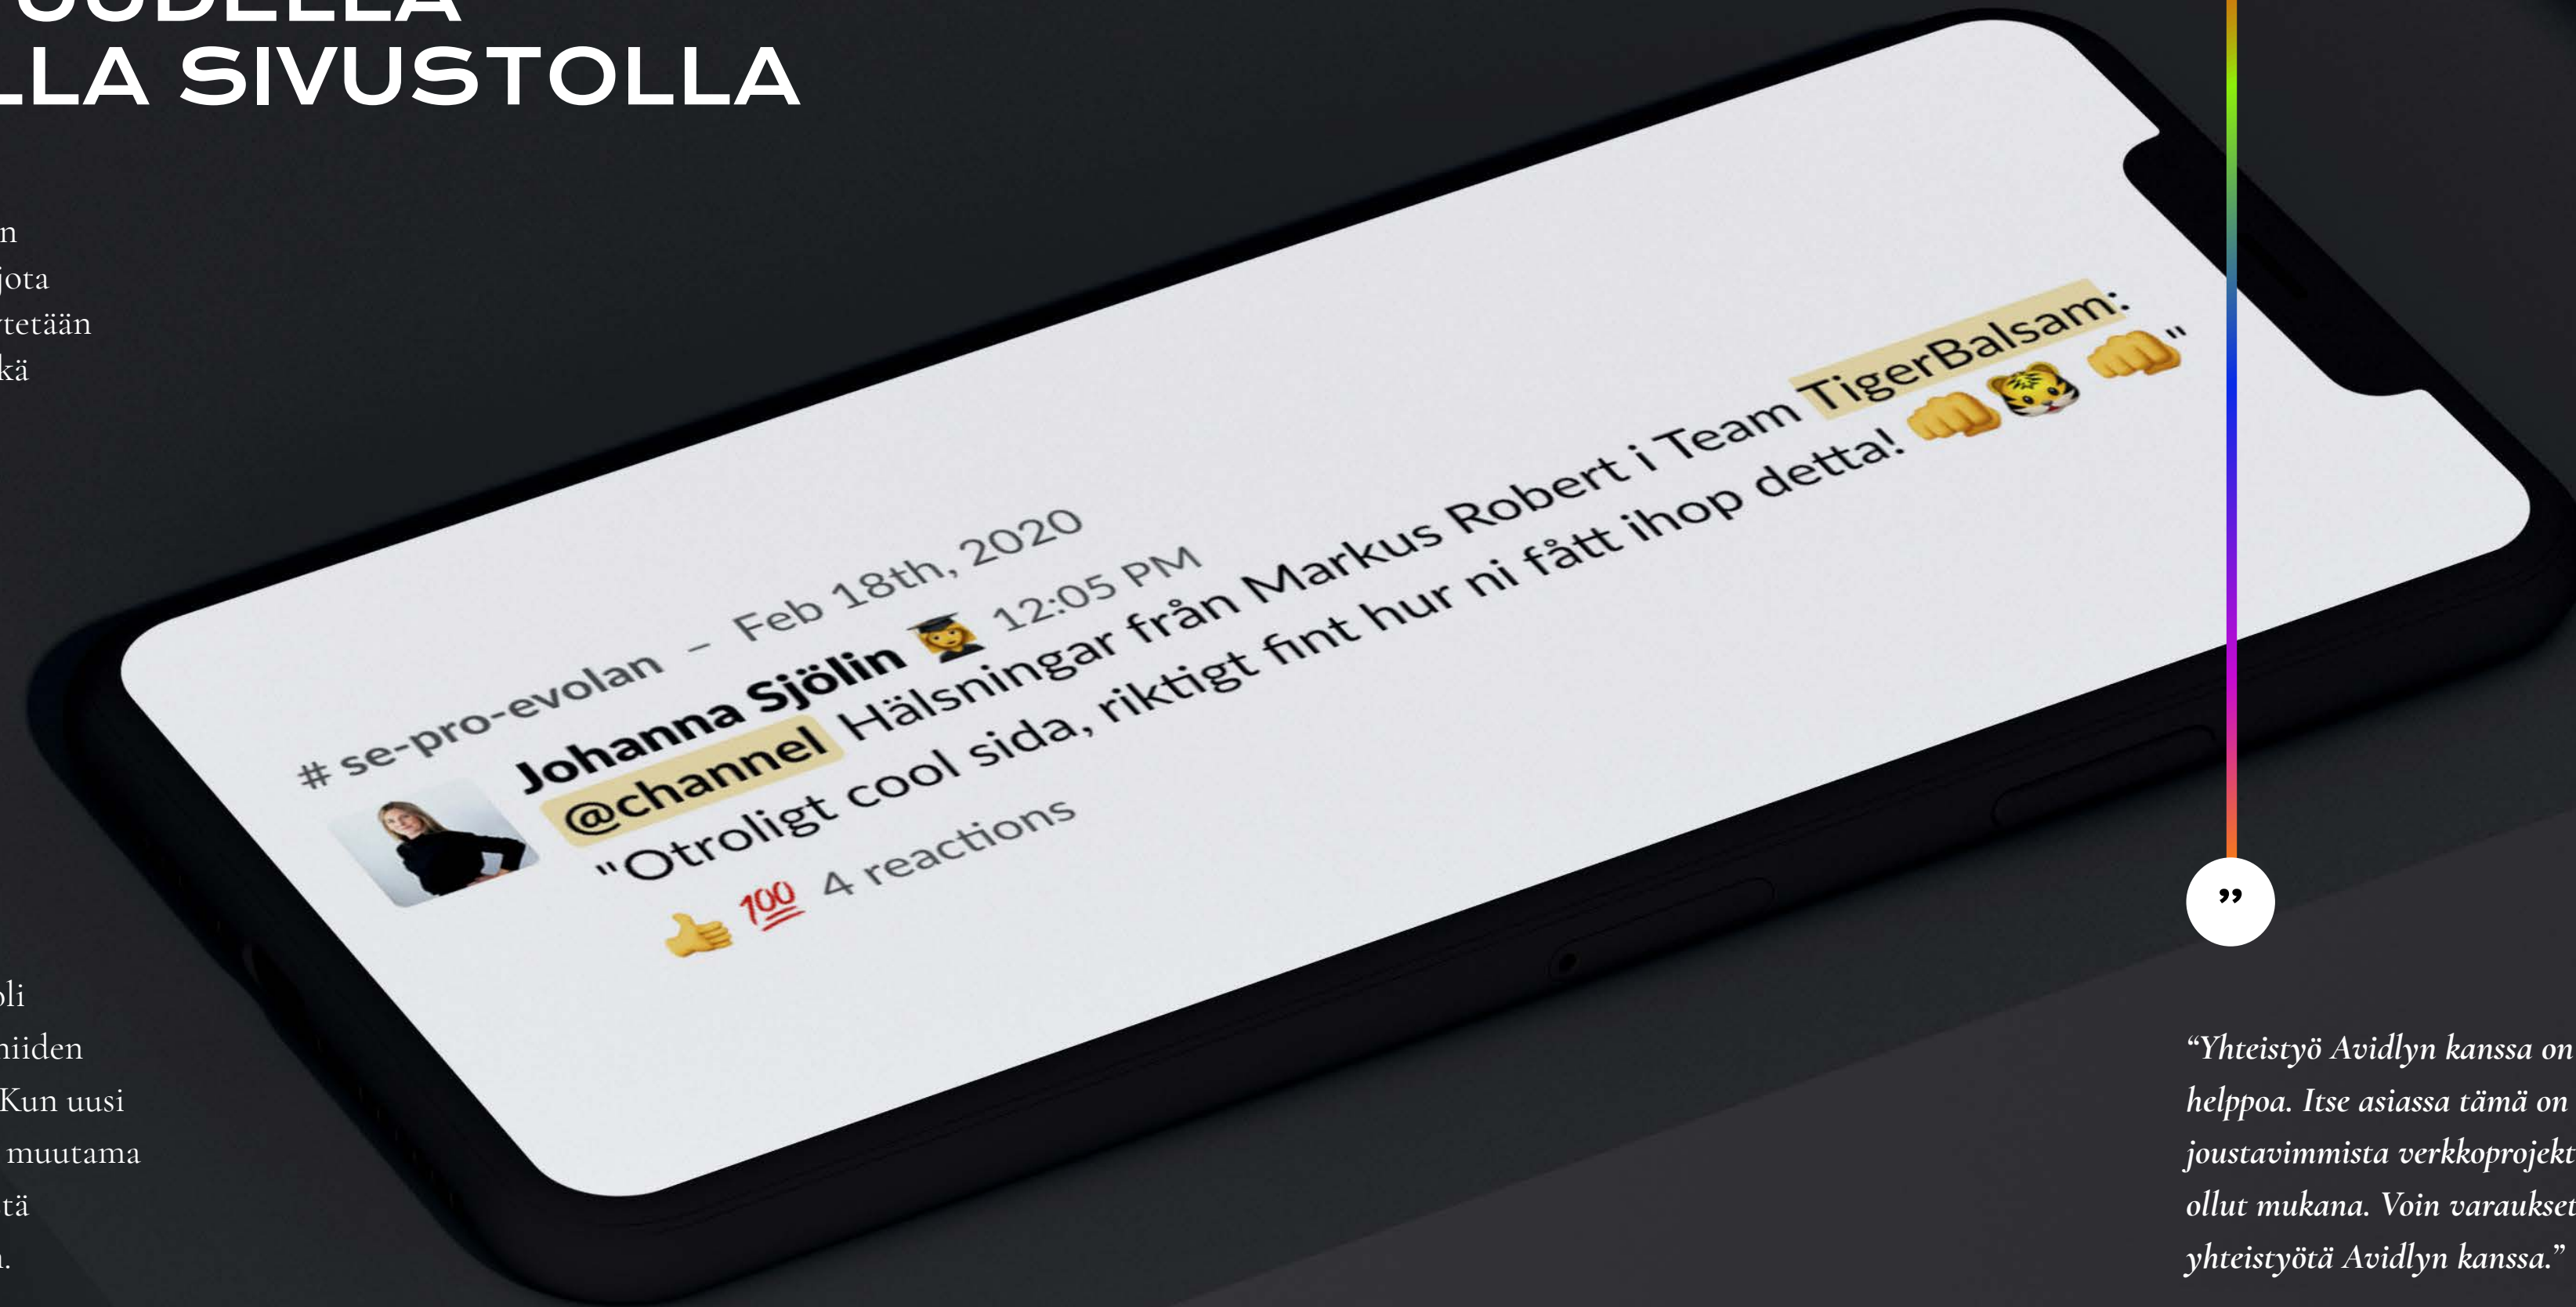 UUDELLA
LLA SIVUSTOLLA
n
jota
tetään
kä
# se-pro-evolan – Feb 18th, 2020
Johanna Sjölin 👩‍🎓 12:05 PM
@channel Hälsningar från Markus Robert i Team TigerBalsam:
"Otroligt cool sida, riktigt fint hur ni fått ihop detta! 👊🐯 👊"
👍 💯 4 reactions
oli
niiden
Kun uusi
muutama
tä
.
”
“Yhteistyö Avidlyn kanssa on
helppoa. Itse asiassa tämä on
joustavimmista verkkoprojekt
ollut mukana. Voin varaukset
yhteistyötä Avidlyn kanssa.”